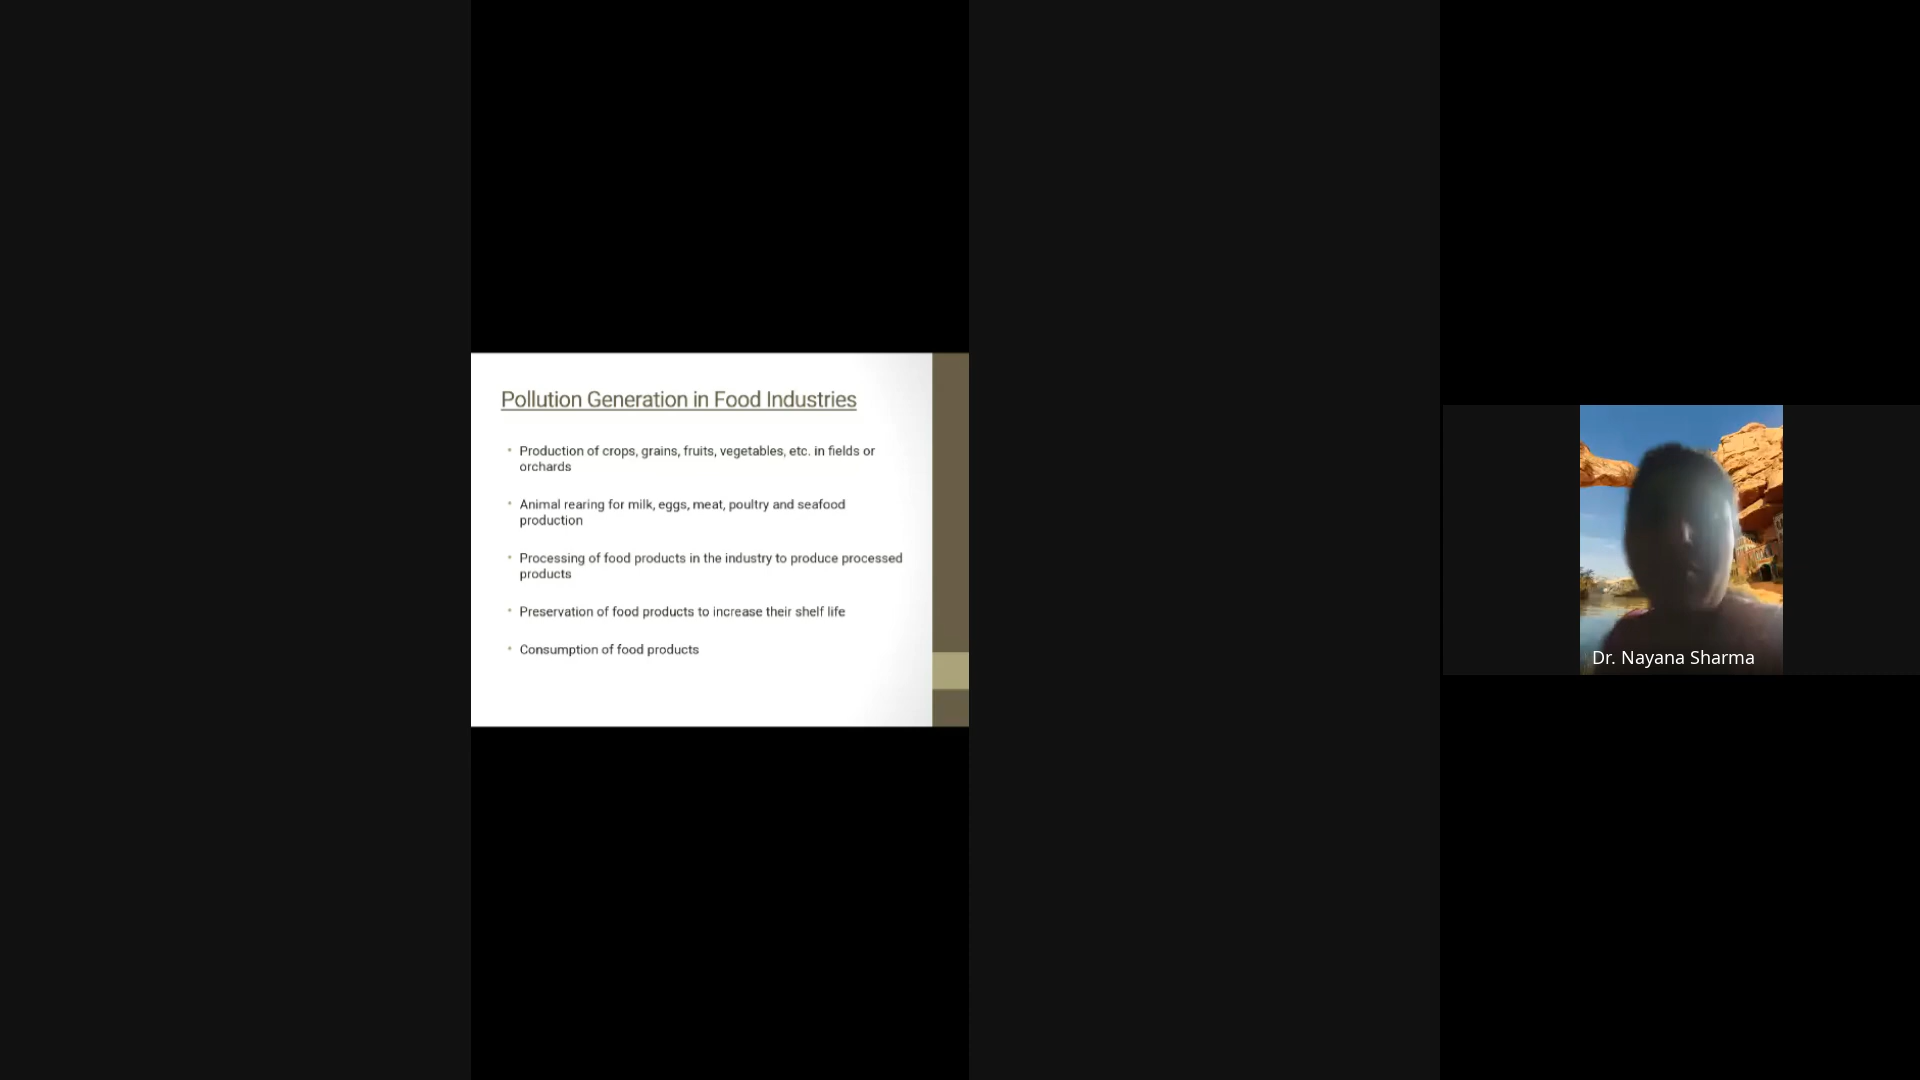 Pollution Generation in Food Industries
Production of crops, grains, fruits, vegetables, etc. in fields or
orchards
Animal rearing for milk, eggs, meat, poultry and seafood
production
Processing of food products in the industry to produce processed
products
Preservation of food products to increase their shelf life
Consumption of food products
Dr. Nayana Sharma